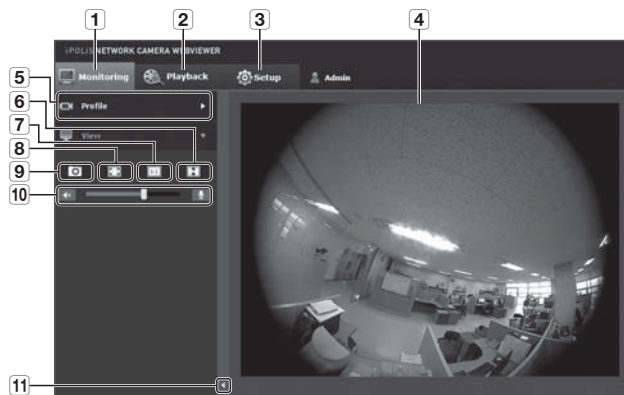 1 2 3 4
iPOLiS NETWORK CAMERA WEBVIEWER
Monitoring Playback Setup Admin
5 Profile
6
View
7
8
9
10
11